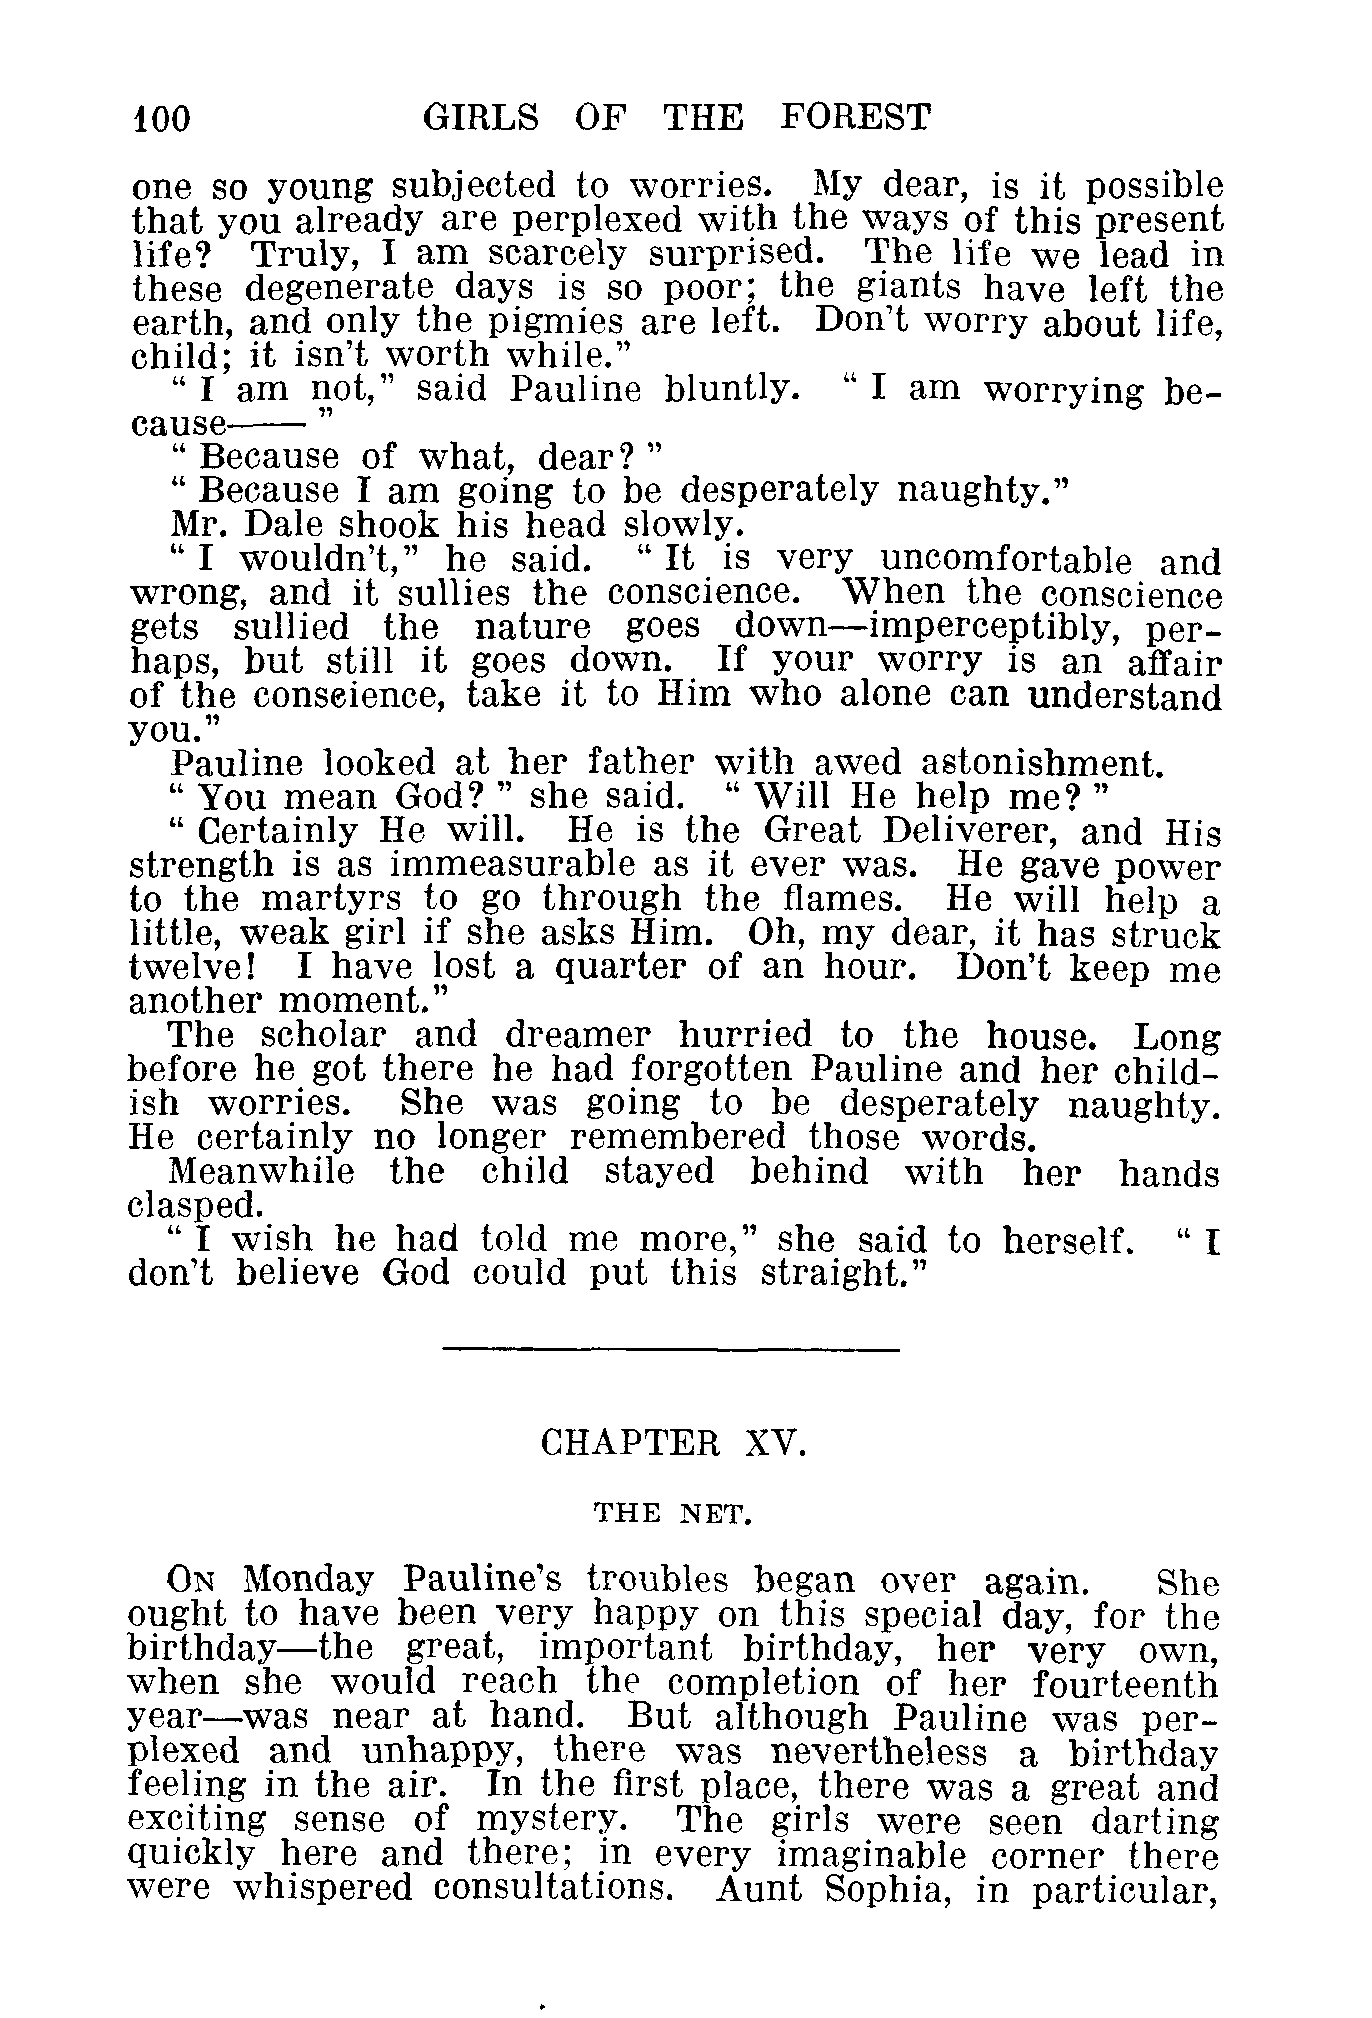 100 GIRLS OF THE FOREST
one so young subjected to worries. My dear, is it possible
that you already are perplexed with the ways of this present
life? Truly, I am scarcely surprised. The life we lead in
these degenerate days is so poor; the giants have left the
earth, and only the pigmies are left. Don't worry about life,
child; it isn't worth while."
" I am not," said Pauline bluntly. " I am worrying be-
cause—— "
" Because of what, dear? "
" Because I am going to be desperately naughty."
Mr. Dale shook his head slowly.
" I wouldn't," he said. " It is very uncomfortable and
wrong, and it sullies the conscience. When the conscience
gets sullied the nature goes down—imperceptibly, per-
haps, but still it goes down. If your worry is an affair
of the conscience, take it to Him who alone can understand
you."
Pauline looked at her father with awed astonishment.
" You mean God? " she said. " Will He help me? "
" Certainly He will. He is the Great Deliverer, and His
strength is as immeasurable as it ever was. He gave power
to the martyrs to go through the flames. He will help a
little, weak girl if she asks Him. Oh, my dear, it has struck
twelve! I have lost a quarter of an hour. Don't keep me
another moment."
The scholar and dreamer hurried to the house. Long
before he got there he had forgotten Pauline and her child-
ish worries. She was going to be desperately naughty.
He certainly no longer remembered those words.
Meanwhile the child stayed behind with her hands
clasped.
" I wish he had told me more," she said to herself. " I
don't believe God could put this straight."
CHAPTER XV.
THE NET.
ON Monday Pauline's troubles began over again. She
ought to have been very happy on this special day, for the
birthday—the great, important birthday, her very own,
when she would reach the completion of her fourteenth
year—was near at hand. But although Pauline was per-
plexed and unhappy, there was nevertheless a birthday
feeling in the air. In the first place, there was a great and
exciting sense of mystery. The girls were seen darting
quickly here and there; in every imaginable corner there
were whispered consultations. Aunt Sophia, in particular,